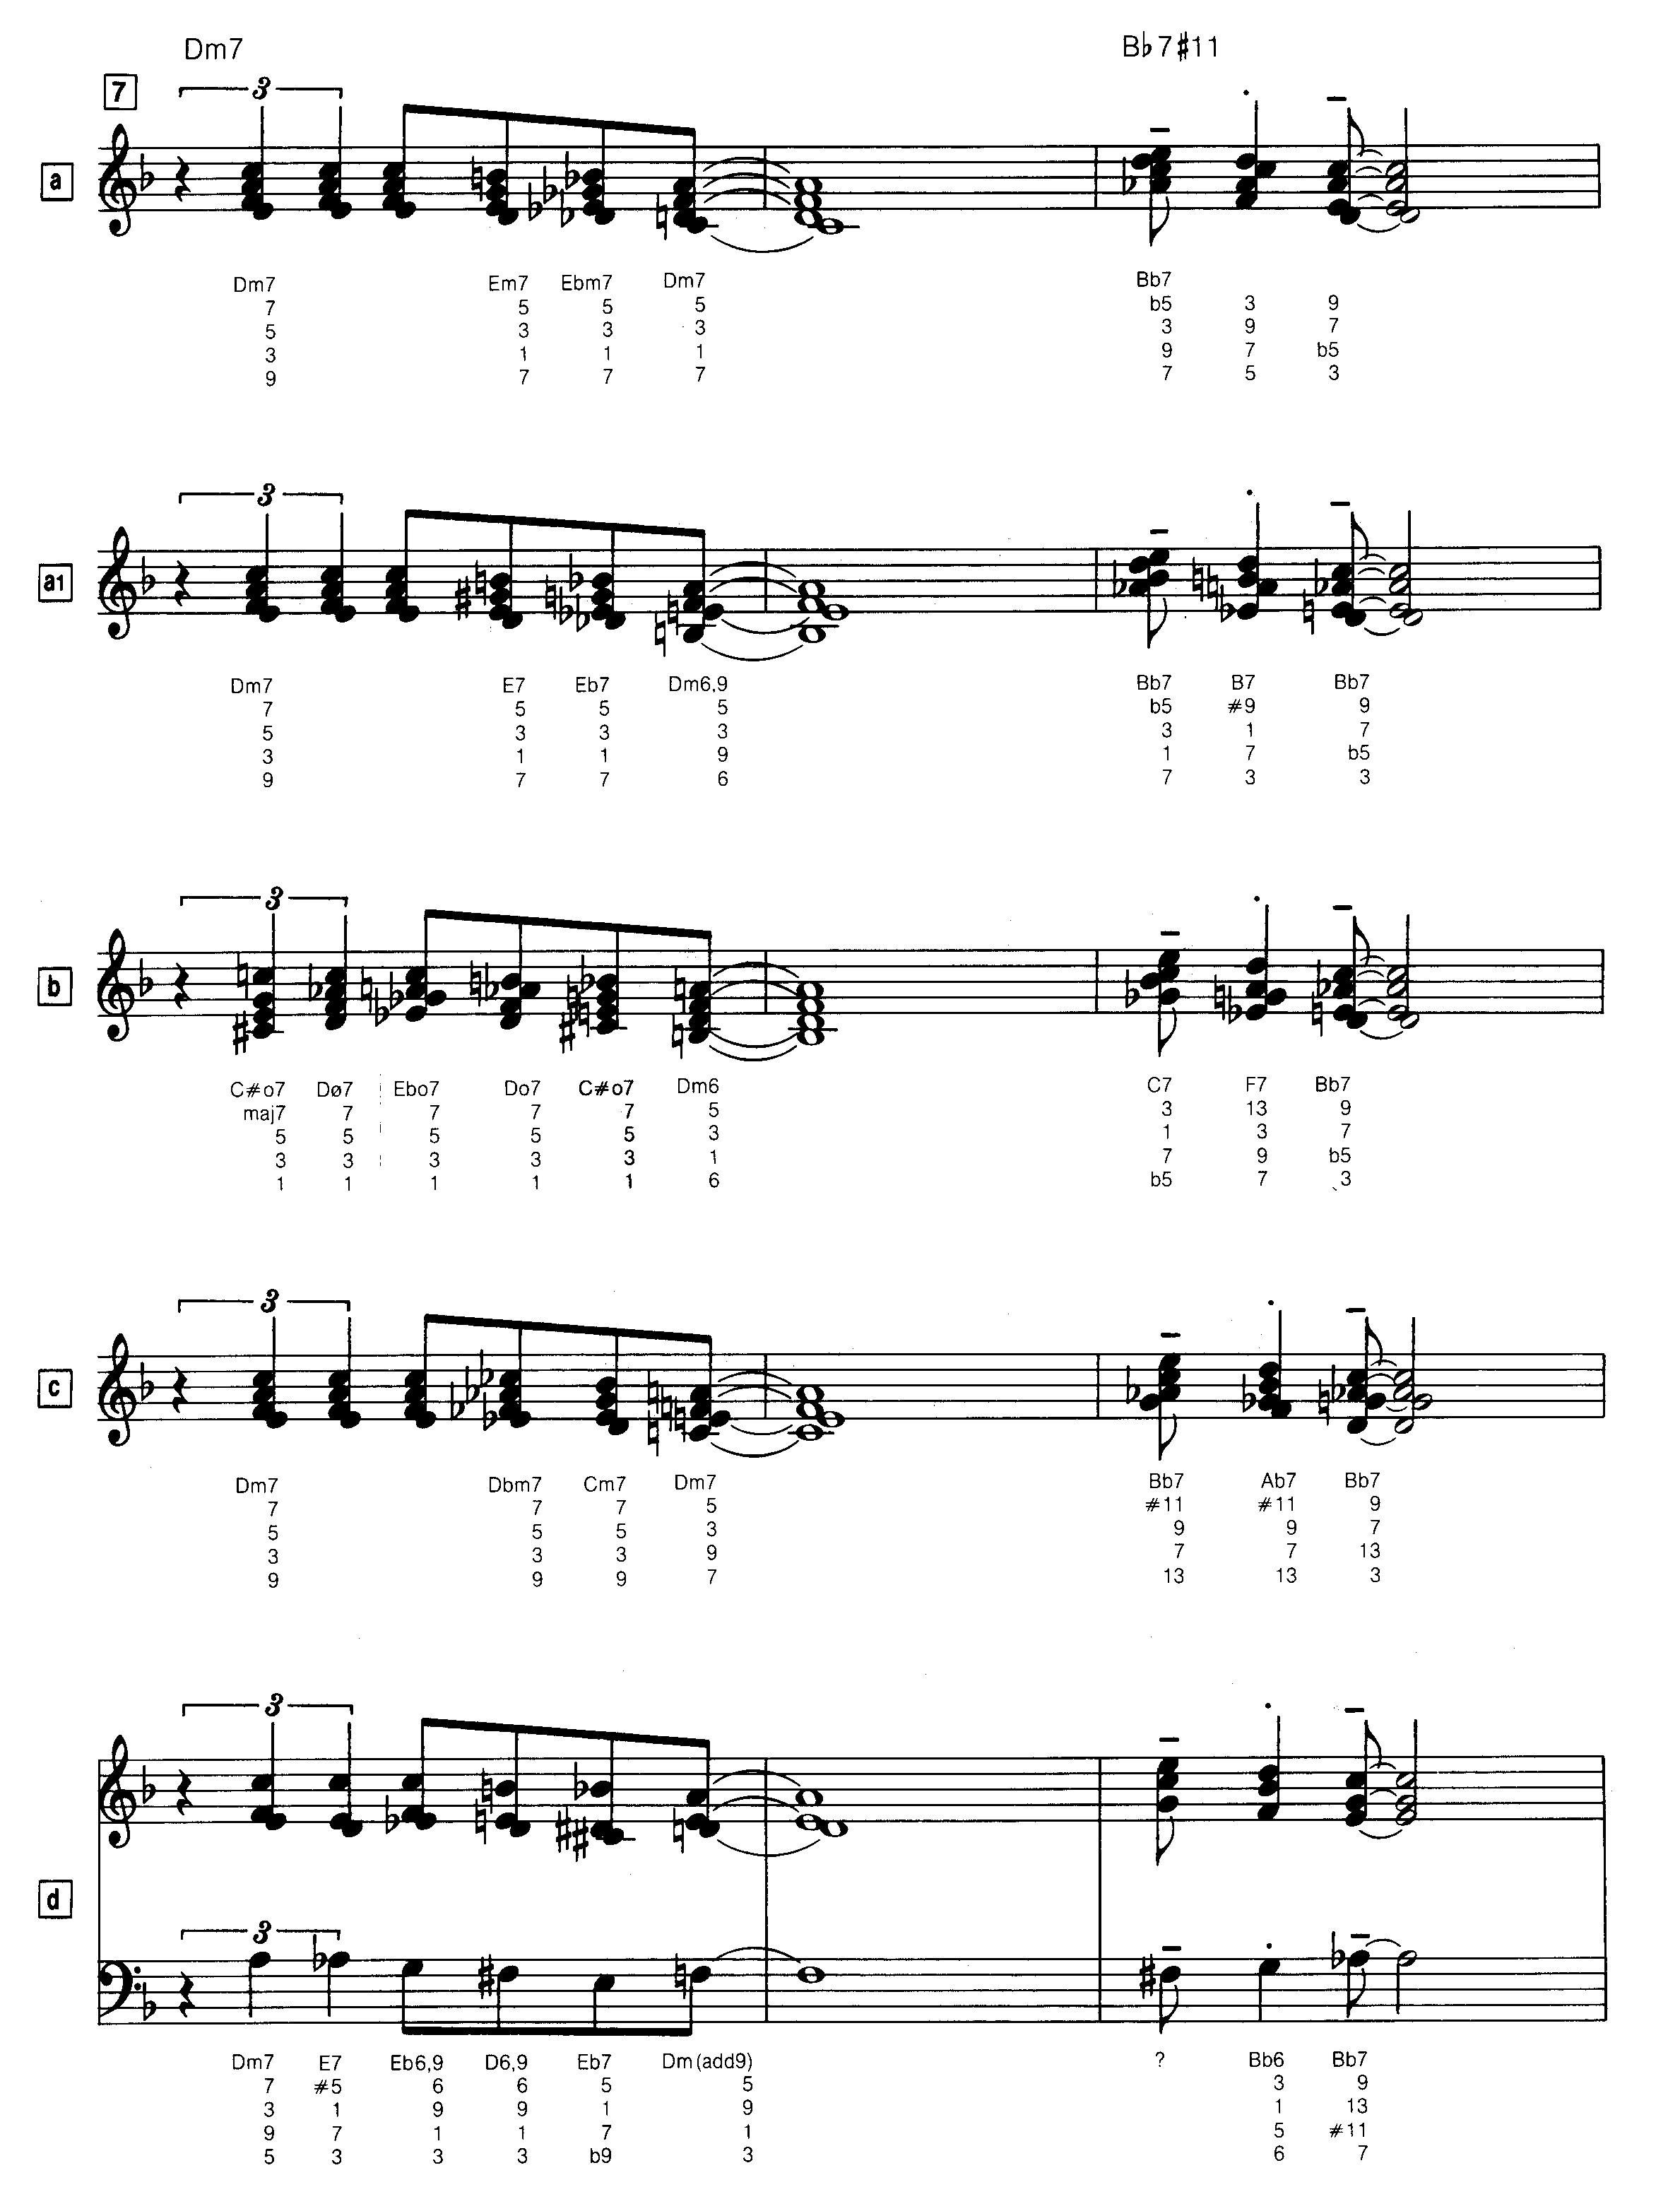 Dm7 Bb7#11
7
3
a
Dm7 Em7 Ebm7 Dm7 Bb7
7 5 5 5 b5 3 9
5 3 3 3 3 9 7
3 1 1 1 9 7 b5
9 7 7 7 7 5 3
3
a1
Dm7 E7 Eb7 Dm6,9 Bb7 B7 Bb7
7 5 5 5 b5 #9 9
5 3 3 3 3 1 7
3 1 1 9 1 7 b5
9 7 7 6 7 3 3
3
b
C#o7 Dø7 Ebo7 Do7 C#o7 Dm6 C7 F7 Bb7
maj7 7 7 7 7 5 3 13 9
5 5 5 5 5 3 1 3 7
3 3 3 3 3 1 7 9 b5
1 1 1 1 1 6 b5 7 3
3
c
Dm7 Dbm7 Cm7 Dm7 Bb7 Ab7 Bb7
7 7 7 5 #11 #11 9
5 5 5 3 9 9 7
3 3 3 9 7 7 13
9 9 9 7 13 13 3
3
d
3
Dm7 E7 Eb6,9 D6,9 Eb7 Dm(add9) ? Bb6 Bb7
7 #5 6 6 5 5 3 9
3 1 9 9 1 9 1 13
9 7 1 1 7 1 5 #11
5 3 3 3 b9 3 6 7